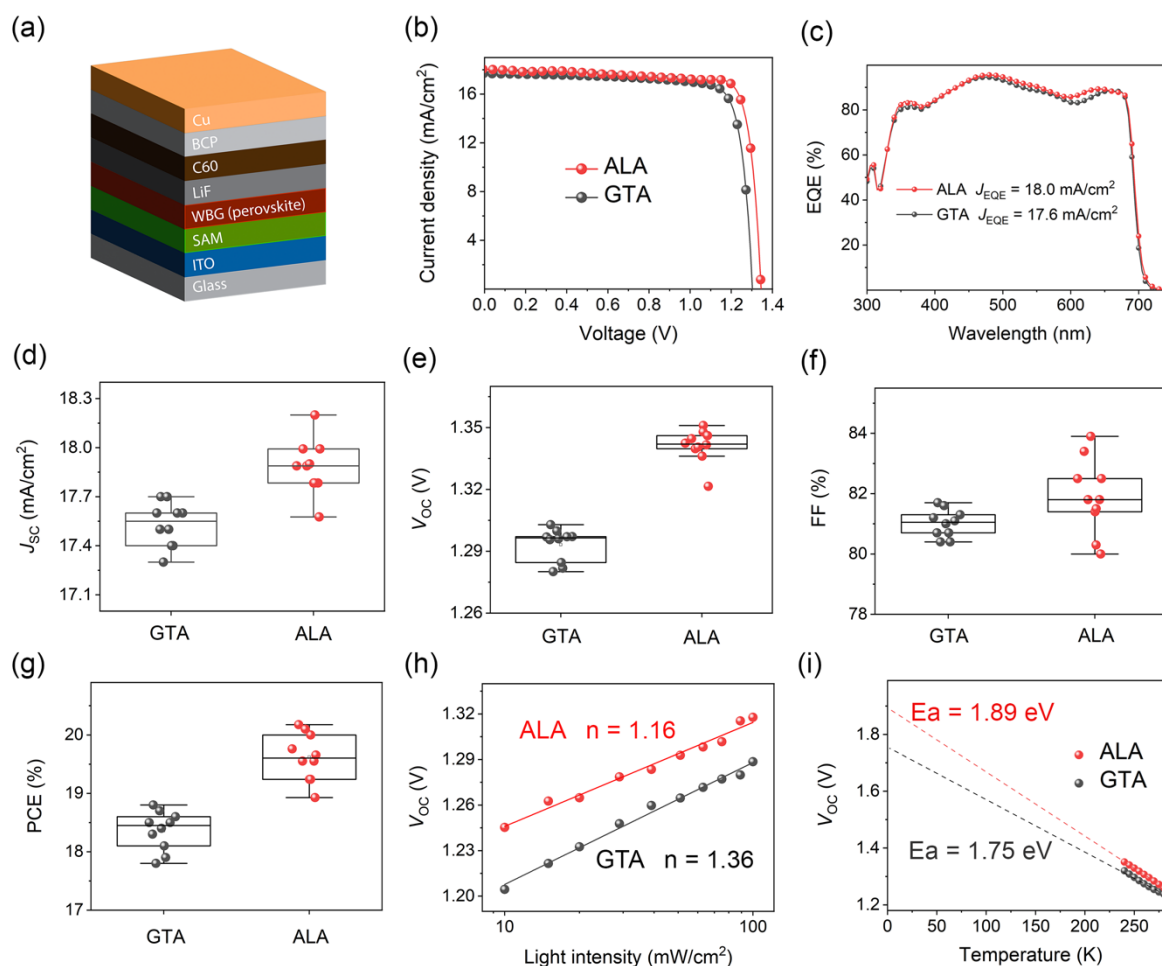 (a)
Cu
BCP
C60
LiF
WBG (perovskite)
SAM
ITO
Glass
(b)
Current density (mA/cm²)
16
12
8
4
ALA
GTA
0.0 0.2 0.4 0.6 0.8 1.0 1.2 1.4
Voltage (V)
(c)
EQE (%)
80
60
40
20
ALA J_EQE = 18.0 mA/cm²
GTA J_EQE = 17.6 mA/cm²
300 400 500 600 700
Wavelength (nm)
(d)
J_SC (mA/cm²)
18.3
18.0
17.7
17.4
17.1
GTA ALA
(e)
V_OC (V)
1.35
1.32
1.29
1.26
GTA ALA
(f)
FF (%)
84
82
80
78
GTA ALA
(g)
PCE (%)
20
19
18
17
GTA ALA
(h)
V_OC (V)
1.32
1.29
1.26
1.23
1.20
ALA n = 1.16
GTA n = 1.36
10 100
Light intensity (mW/cm²)
(i)
V_OC (V)
1.8
1.6
1.4
1.2
Ea = 1.89 eV
ALA
GTA
Ea = 1.75 eV
0 50 100 150 200 250
Temperature (K)